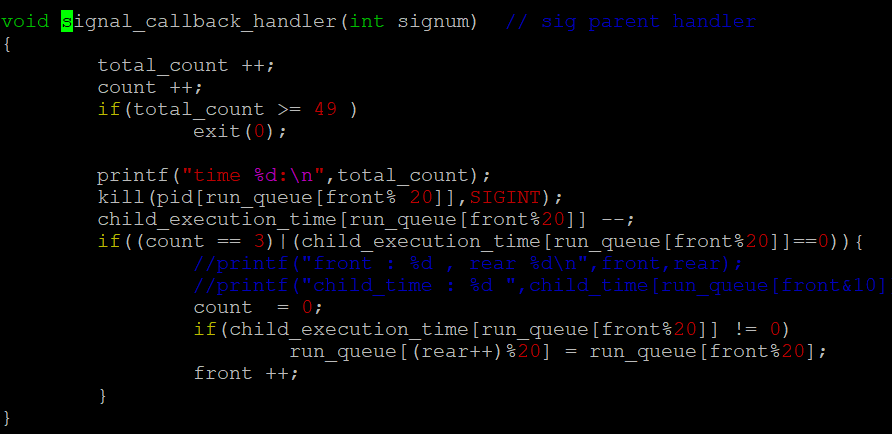 void signal_callback_handler(int signum)  // sig parent handler
{
        total_count ++;
        count ++;
        if(total_count >= 49 )
                exit(0);

        printf("time %d:\n",total_count);
        kill(pid[run_queue[front% 20]],SIGINT);
        child_execution_time[run_queue[front%20]] --;
        if((count == 3)|(child_execution_time[run_queue[front%20]]==0)){
                //printf("front : %d , rear %d\n",front,rear);
                //printf("child_time : %d ",child_time[run_queue[front&10]
                count  = 0;
                if(child_execution_time[run_queue[front%20]] != 0)
                        run_queue[(rear++)%20] = run_queue[front%20];
                front ++;
        }
}